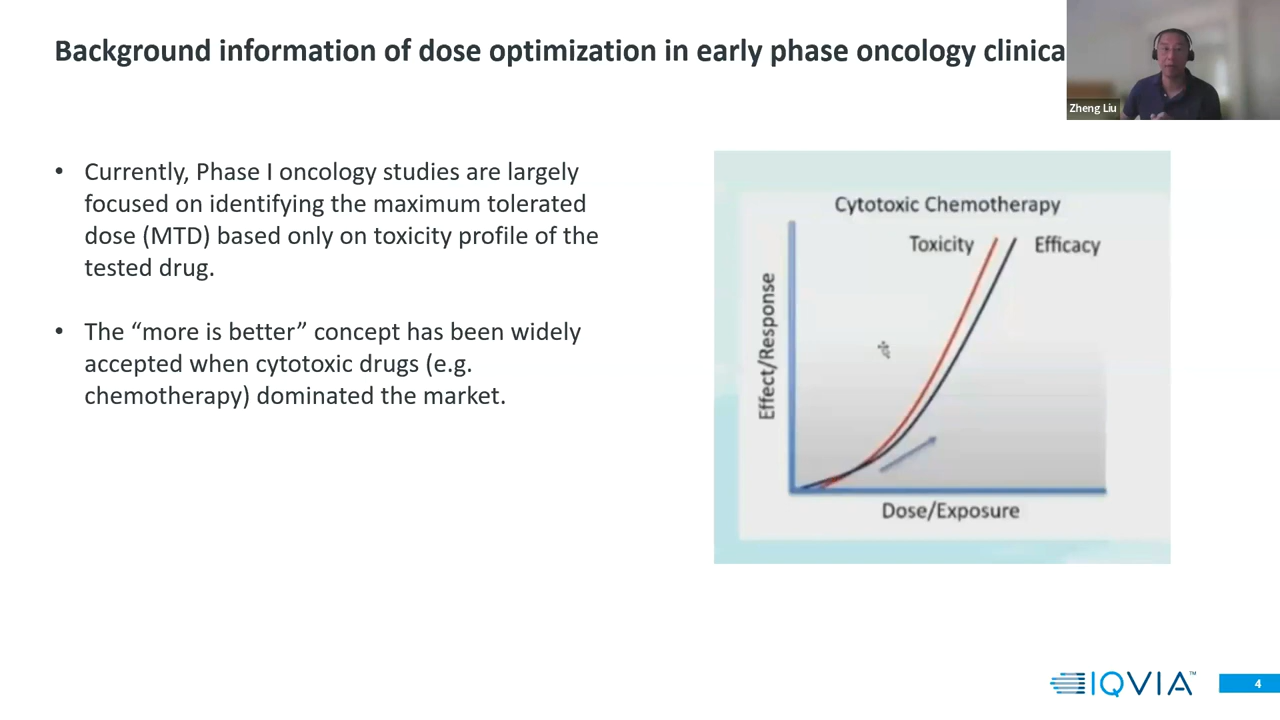 Background information of dose optimization in early phase oncology clinica
Zheng Liu
• Currently, Phase I oncology studies are largely
focused on identifying the maximum tolerated
dose (MTD) based only on toxicity profile of the
tested drug.
• The “more is better” concept has been widely
accepted when cytotoxic drugs (e.g.
chemotherapy) dominated the market.
Cytotoxic Chemotherapy
Toxicity
Efficacy
Effect/Response
Dose/Exposure
IQVIA™
4